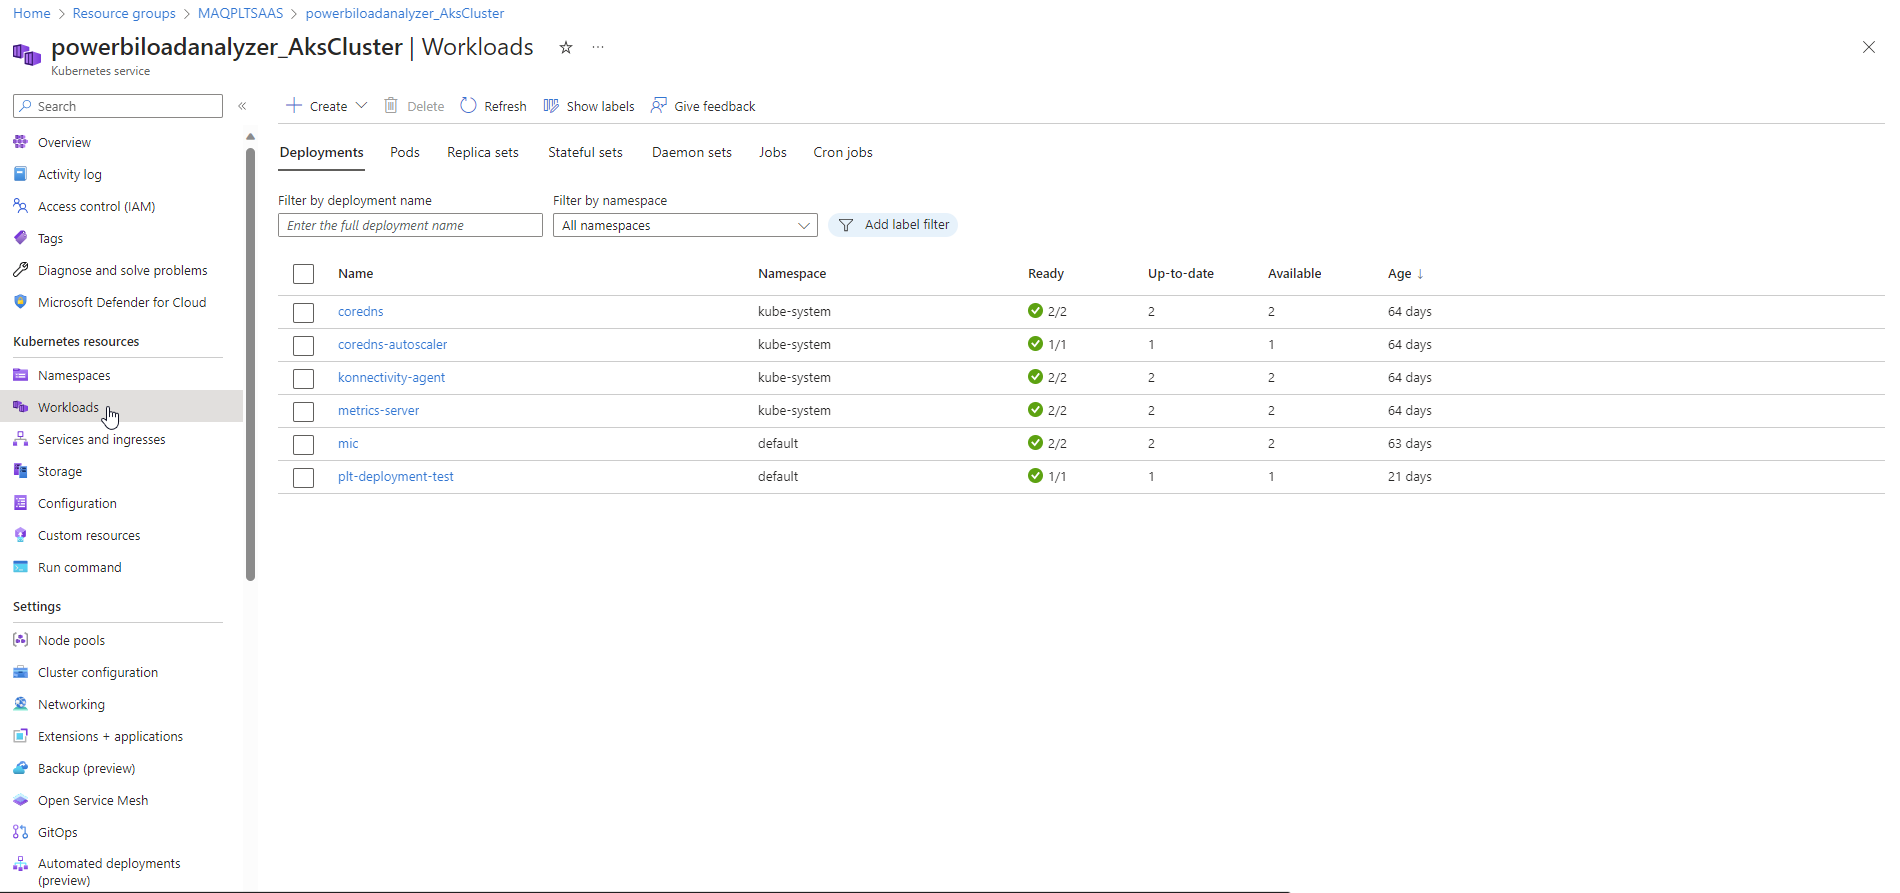 Home > Resource groups > MAQPLTSAAS > powerbiloadanalyzer_AksCluster
powerbiloadanalyzer_AksCluster | Workloads
Kubernetes service
Search
Overview
Activity log
Access control (IAM)
Tags
Diagnose and solve problems
Microsoft Defender for Cloud
Kubernetes resources
Namespaces
Workloads
Services and ingresses
Storage
Configuration
Custom resources
Run command
Settings
Node pools
Cluster configuration
Networking
Extensions + applications
Backup (preview)
Open Service Mesh
GitOps
Automated deployments
(preview)
Create Delete Refresh Show labels Give feedback
Deployments Pods Replica sets Stateful sets Daemon sets Jobs Cron jobs
Filter by deployment name Filter by namespace
Enter the full deployment name All namespaces Add label filter
Name Namespace Ready Up-to-date Available Age ↓
coredns kube-system 2/2 2 2 64 days
coredns-autoscaler kube-system 1/1 1 1 64 days
konnectivity-agent kube-system 2/2 2 2 64 days
metrics-server kube-system 2/2 2 2 64 days
mic default 2/2 2 2 63 days
plt-deployment-test default 1/1 1 1 21 days